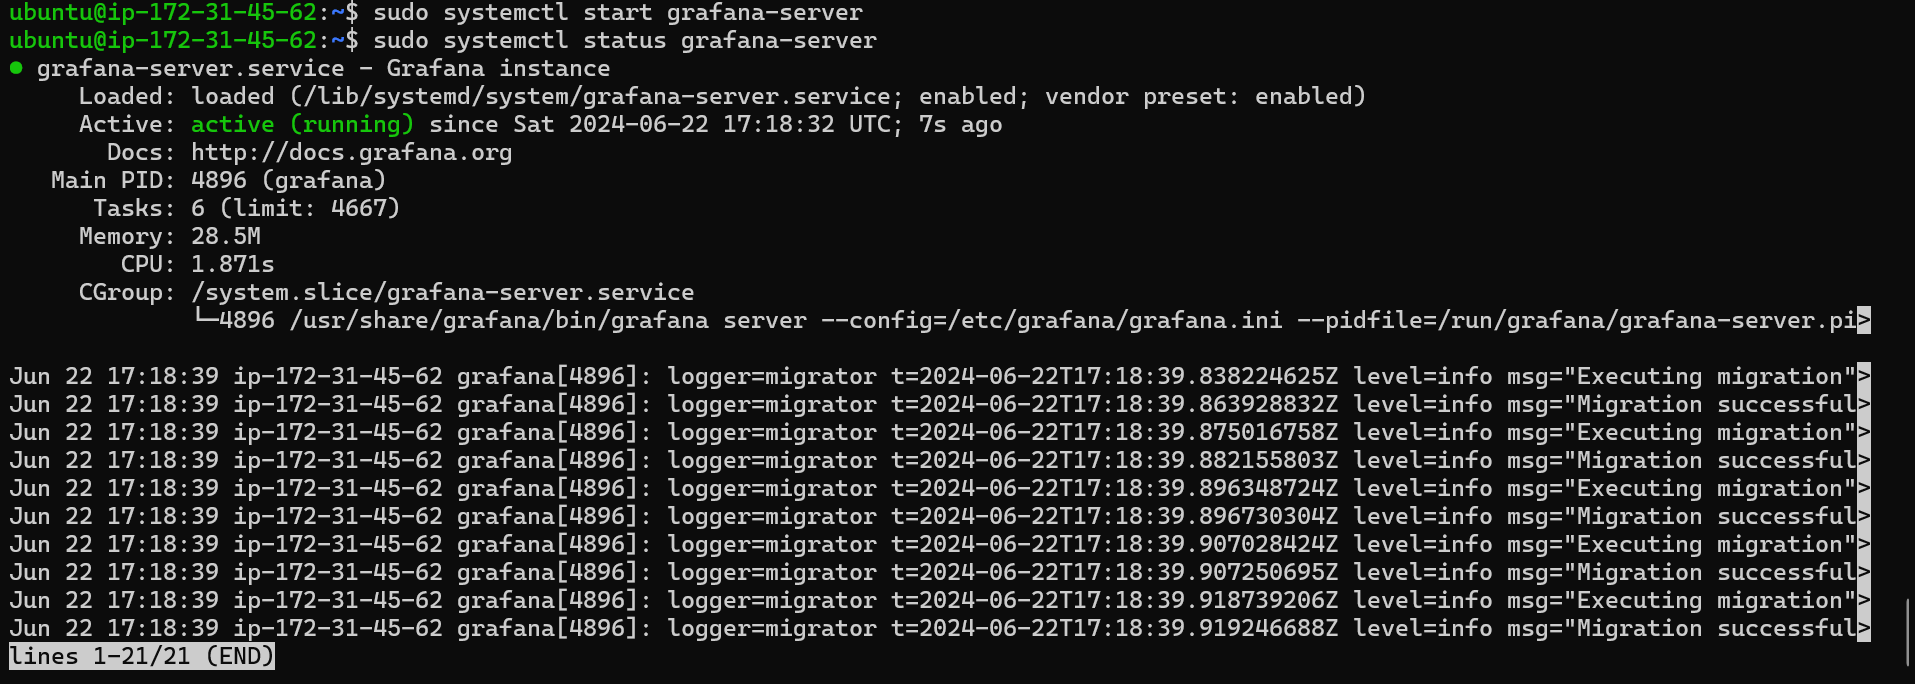 ubuntu@ip-172-31-45-62:~$ sudo systemctl start grafana-server
ubuntu@ip-172-31-45-62:~$ sudo systemctl status grafana-server
● grafana-server.service - Grafana instance
     Loaded: loaded (/lib/systemd/system/grafana-server.service; enabled; vendor preset: enabled)
     Active: active (running) since Sat 2024-06-22 17:18:32 UTC; 7s ago
       Docs: http://docs.grafana.org
   Main PID: 4896 (grafana)
      Tasks: 6 (limit: 4667)
     Memory: 28.5M
        CPU: 1.871s
     CGroup: /system.slice/grafana-server.service
             └─4896 /usr/share/grafana/bin/grafana server --config=/etc/grafana/grafana.ini --pidfile=/run/grafana/grafana-server.pi>
Jun 22 17:18:39 ip-172-31-45-62 grafana[4896]: logger=migrator t=2024-06-22T17:18:39.838224625Z level=info msg="Executing migration">
Jun 22 17:18:39 ip-172-31-45-62 grafana[4896]: logger=migrator t=2024-06-22T17:18:39.863928832Z level=info msg="Migration successful>
Jun 22 17:18:39 ip-172-31-45-62 grafana[4896]: logger=migrator t=2024-06-22T17:18:39.875016758Z level=info msg="Executing migration">
Jun 22 17:18:39 ip-172-31-45-62 grafana[4896]: logger=migrator t=2024-06-22T17:18:39.882155803Z level=info msg="Migration successful>
Jun 22 17:18:39 ip-172-31-45-62 grafana[4896]: logger=migrator t=2024-06-22T17:18:39.896348724Z level=info msg="Executing migration">
Jun 22 17:18:39 ip-172-31-45-62 grafana[4896]: logger=migrator t=2024-06-22T17:18:39.896730304Z level=info msg="Migration successful>
Jun 22 17:18:39 ip-172-31-45-62 grafana[4896]: logger=migrator t=2024-06-22T17:18:39.907028424Z level=info msg="Executing migration">
Jun 22 17:18:39 ip-172-31-45-62 grafana[4896]: logger=migrator t=2024-06-22T17:18:39.907250695Z level=info msg="Migration successful>
Jun 22 17:18:39 ip-172-31-45-62 grafana[4896]: logger=migrator t=2024-06-22T17:18:39.918739206Z level=info msg="Executing migration">
Jun 22 17:18:39 ip-172-31-45-62 grafana[4896]: logger=migrator t=2024-06-22T17:18:39.919246688Z level=info msg="Migration successful>
lines 1-21/21 (END)